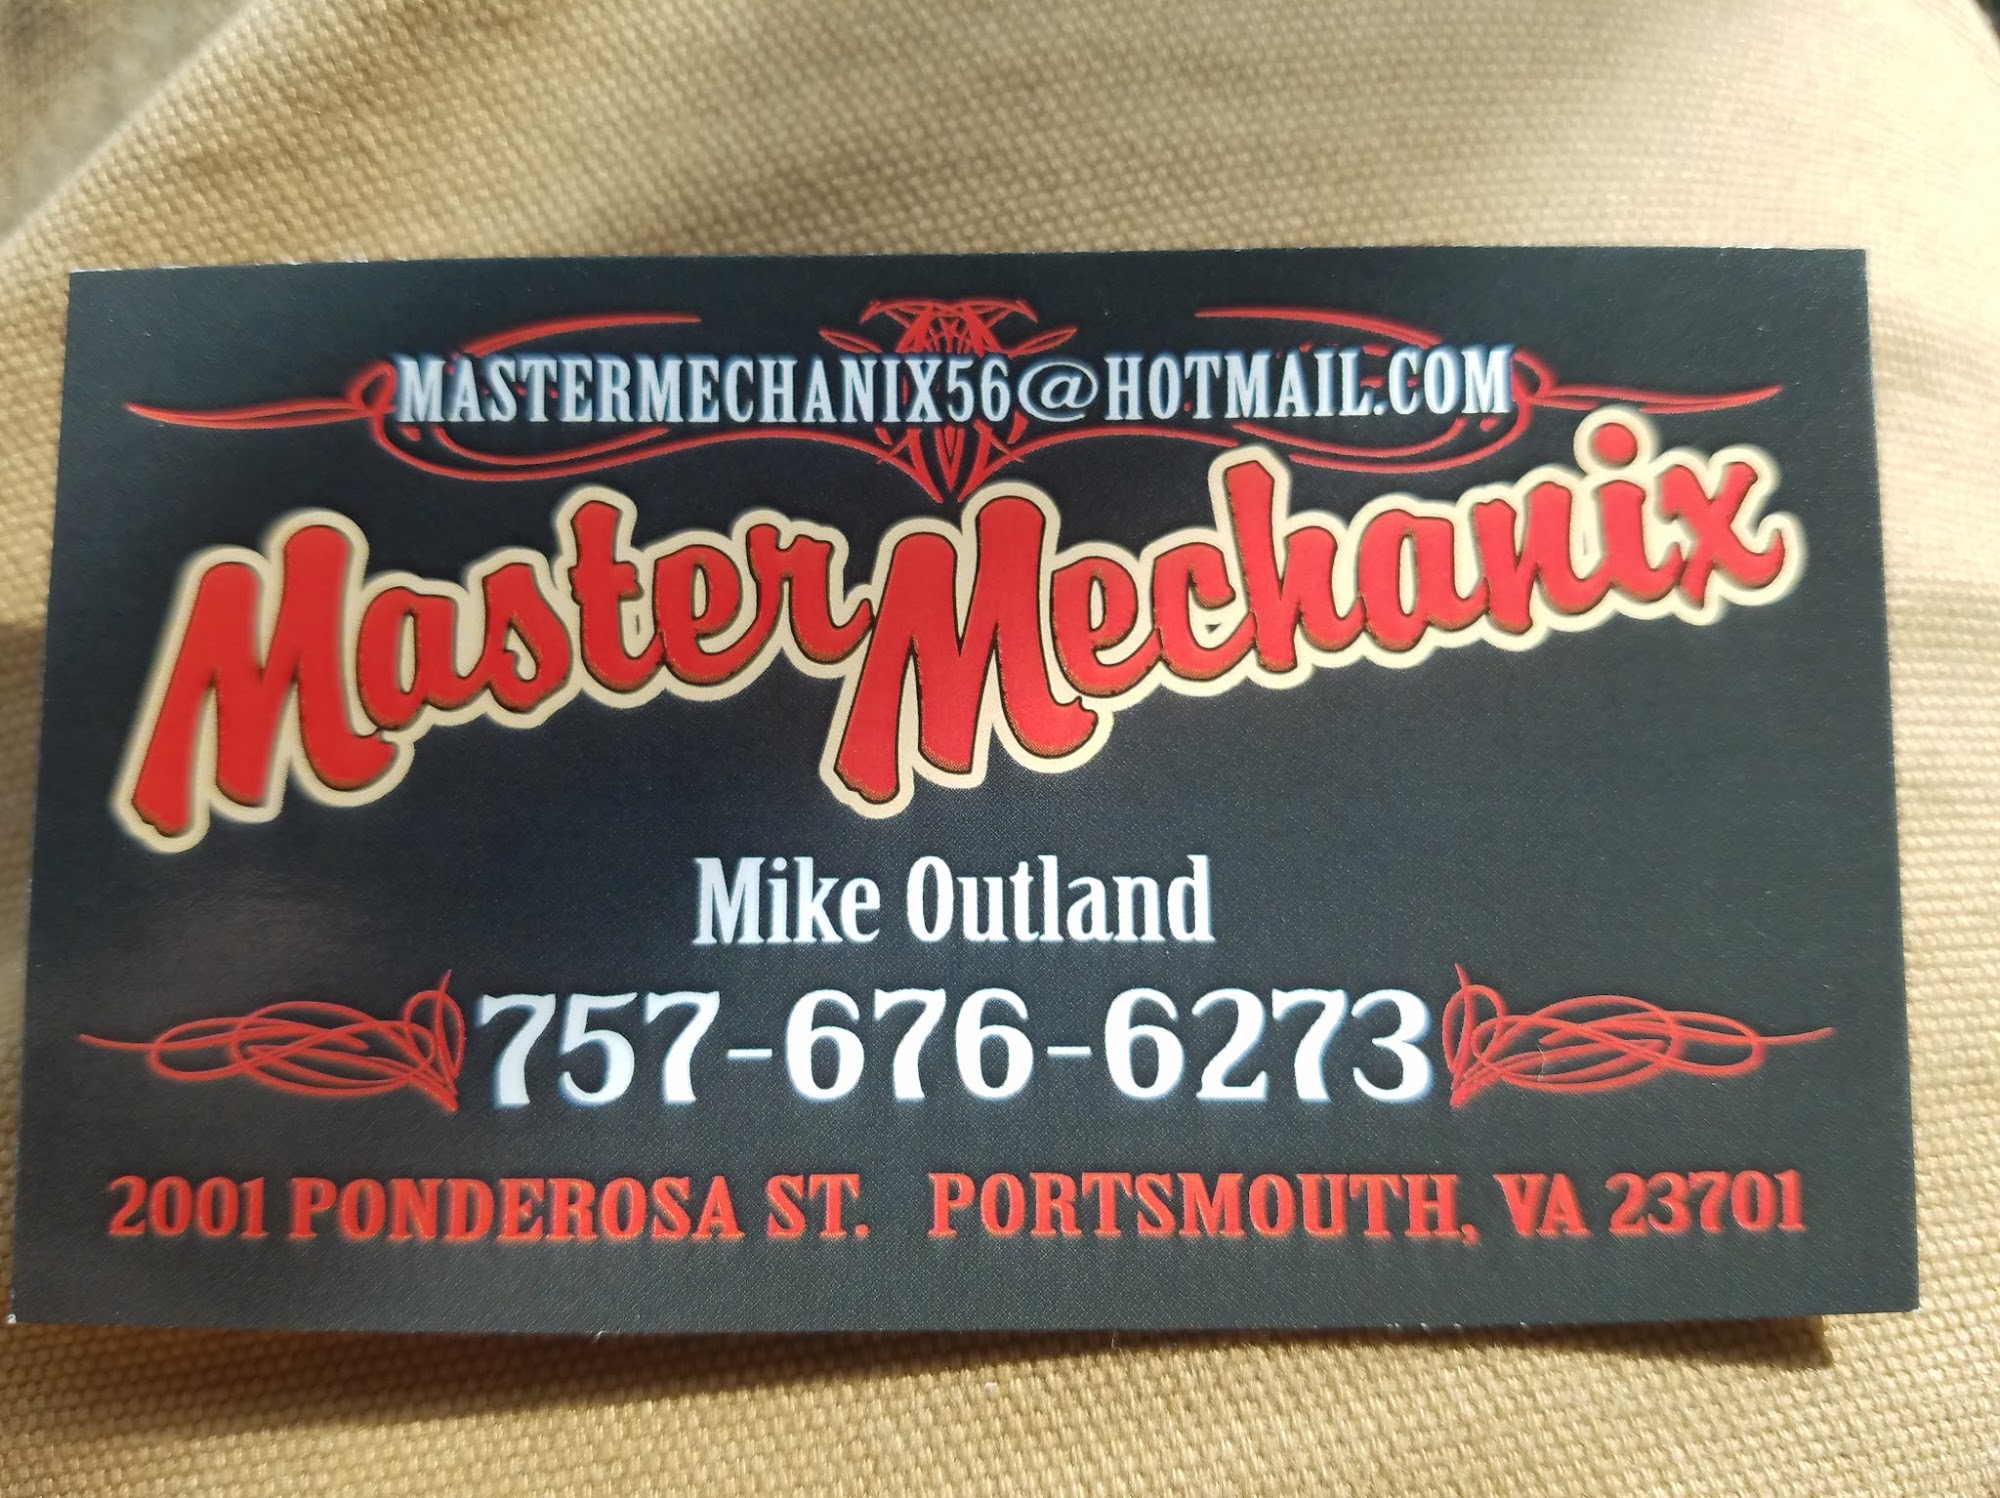 MASTERMECHANIX56@HOTMAIL.COM
Master Mechanix
Mike Outland
757-676-6273
2001 PONDEROSA ST. PORTSMOUTH, VA 23701